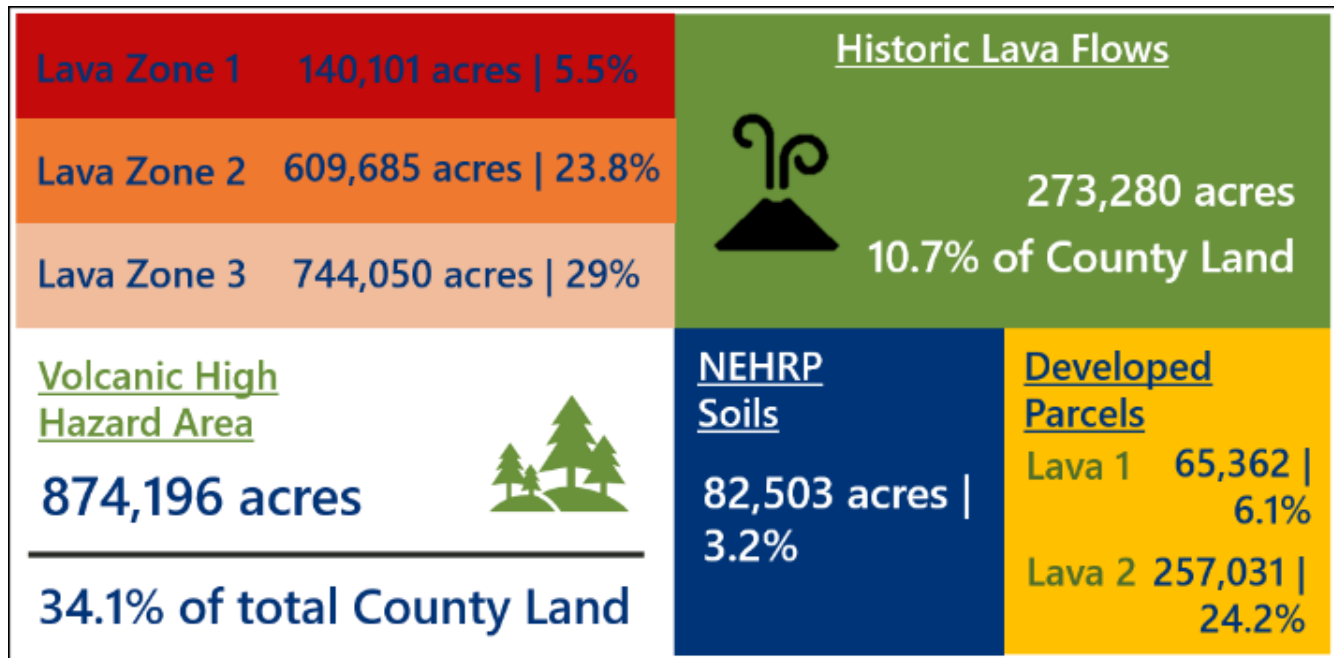 Lava Zone 1 140,101 acres | 5.5%
Lava Zone 2 609,685 acres | 23.8%
Lava Zone 3 744,050 acres | 29%
Historic Lava Flows
273,280 acres
10.7% of County Land
Volcanic High
Hazard Area
874,196 acres
34.1% of total County Land
NEHRP
Soils
82,503 acres |
3.2%
Developed
Parcels
Lava 1 65,362 |
6.1%
Lava 2 257,031 |
24.2%